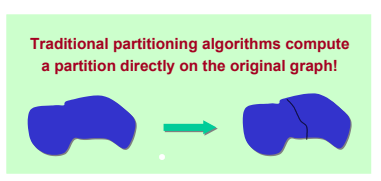 Traditional partitioning algorithms compute
a partition directly on the original graph!